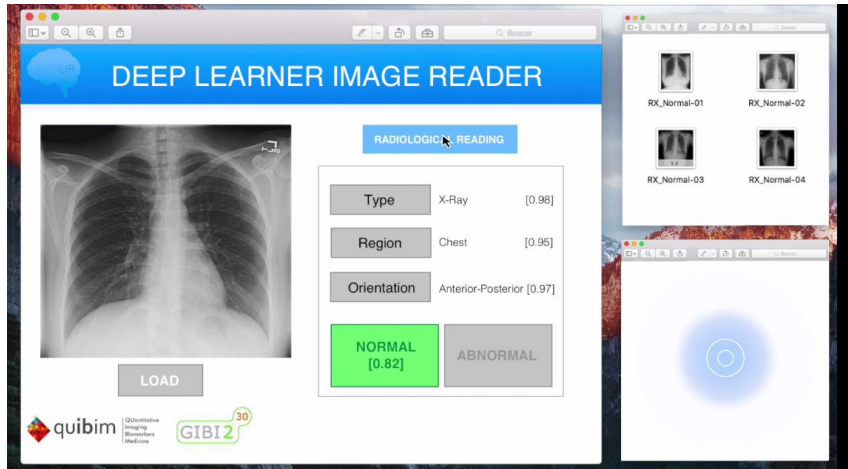 Buscar
DEEP LEARNER IMAGE READER
RADIOLOGICAL READING
Type X-Ray [0.98]
Region Chest [0.95]
Orientation Anterior-Posterior [0.97]
NORMAL
[0.82]
ABNORMAL
LOAD
quibim
QUantitative
Imaging
Biomarkers
Medicine
GIBI2
30
Buscar
RX_Normal-01
RX_Normal-02
RX_Normal-03
RX_Normal-04
Buscar